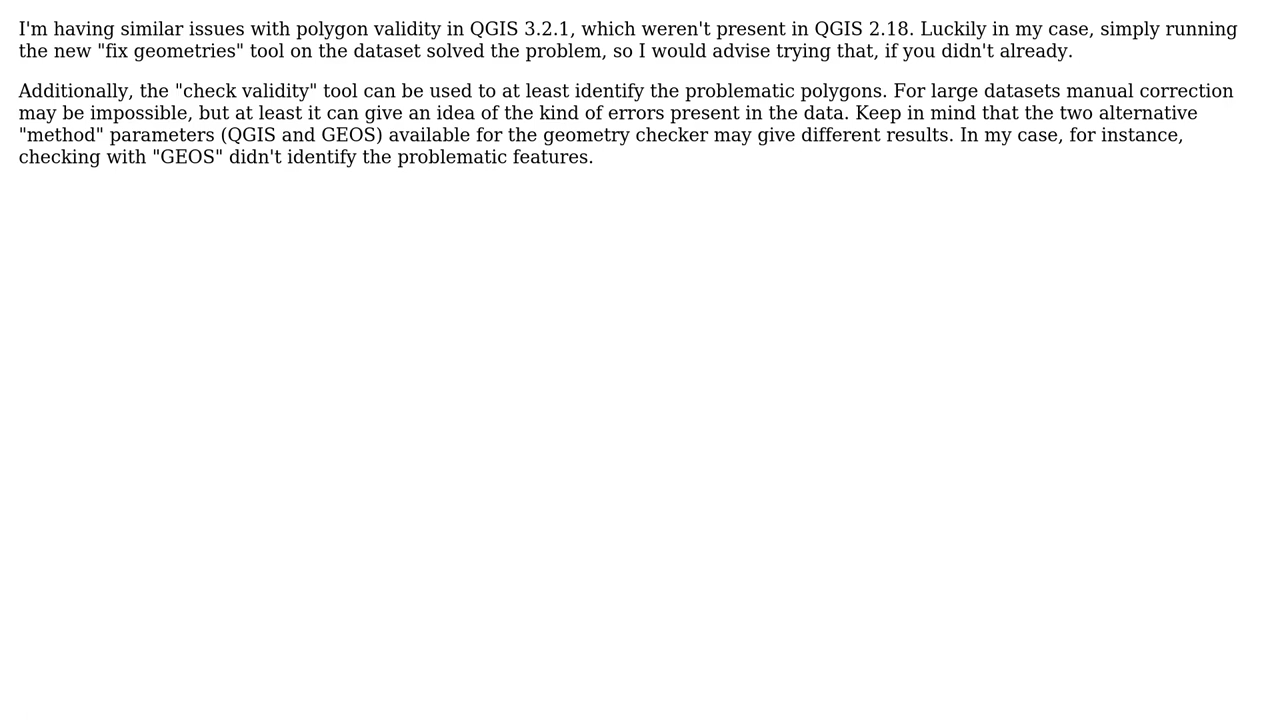 I'm having similar issues with polygon validity in QGIS 3.2.1, which weren't present in QGIS 2.18. Luckily in my case, simply running
the new "fix geometries" tool on the dataset solved the problem, so I would advise trying that, if you didn't already.
Additionally, the "check validity" tool can be used to at least identify the problematic polygons. For large datasets manual correction
may be impossible, but at least it can give an idea of the kind of errors present in the data. Keep in mind that the two alternative
"method" parameters (QGIS and GEOS) available for the geometry checker may give different results. In my case, for instance,
checking with "GEOS" didn't identify the problematic features.